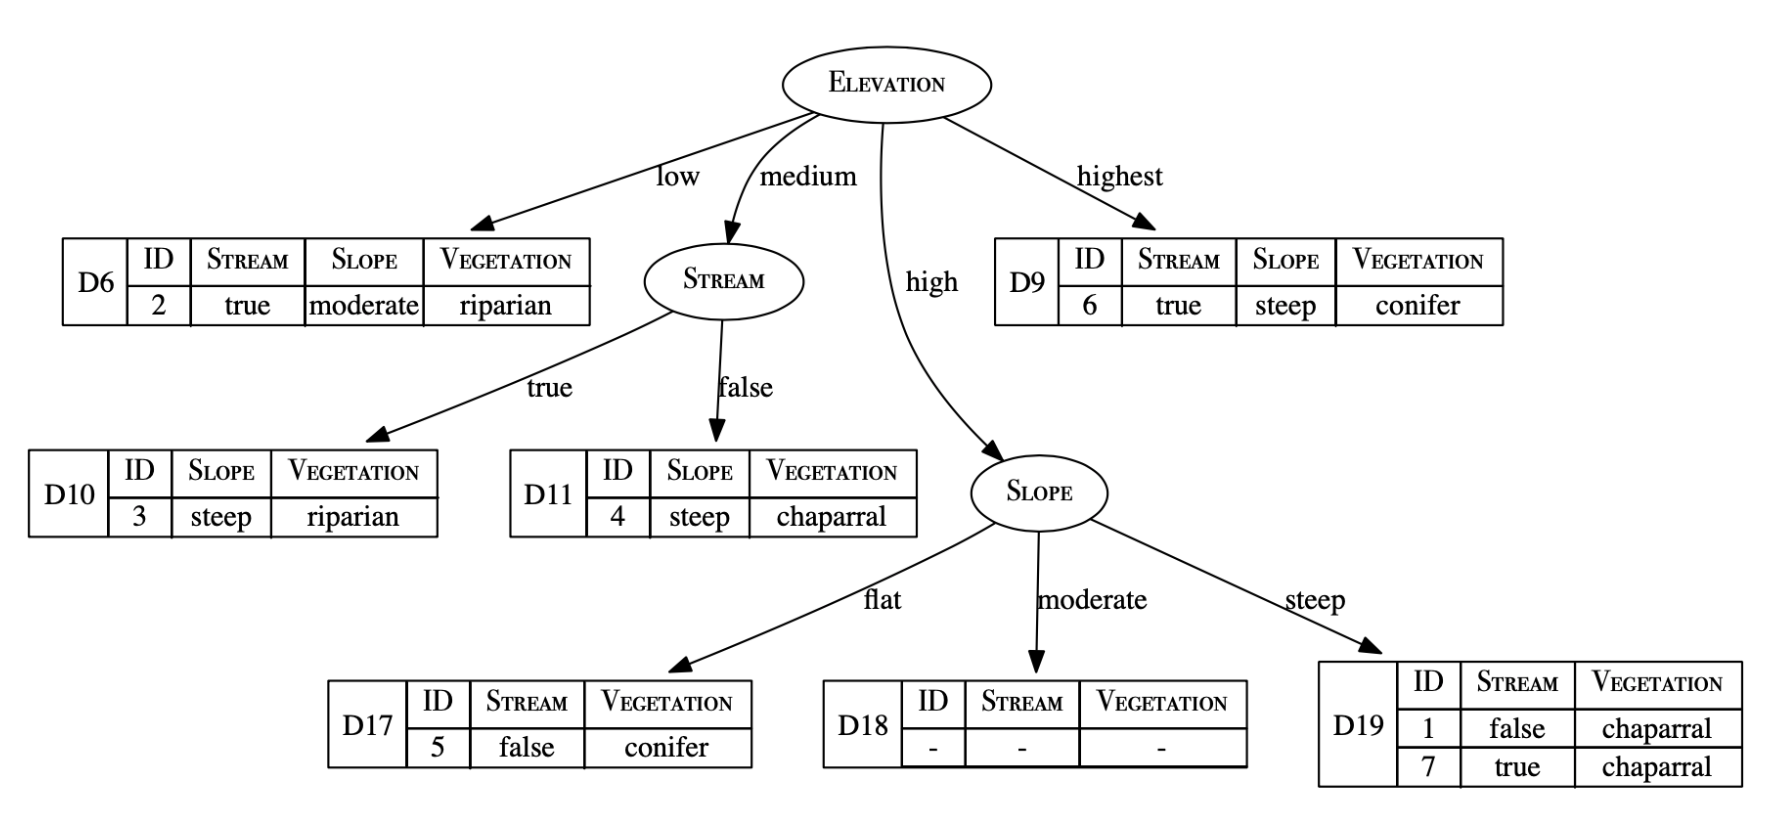 ELEVATION
low medium highest
high
D6 ID STREAM SLOPE VEGETATION
2 true moderate riparian
STREAM
D9 ID STREAM SLOPE VEGETATION
6 true steep conifer
true false
D10 ID SLOPE VEGETATION
3 steep riparian
D11 ID SLOPE VEGETATION
4 steep chaparral
SLOPE
flat moderate steep
D17 ID STREAM VEGETATION
5 false conifer
D18 ID STREAM VEGETATION
- - -
D19 ID STREAM VEGETATION
1 false chaparral
7 true chaparral